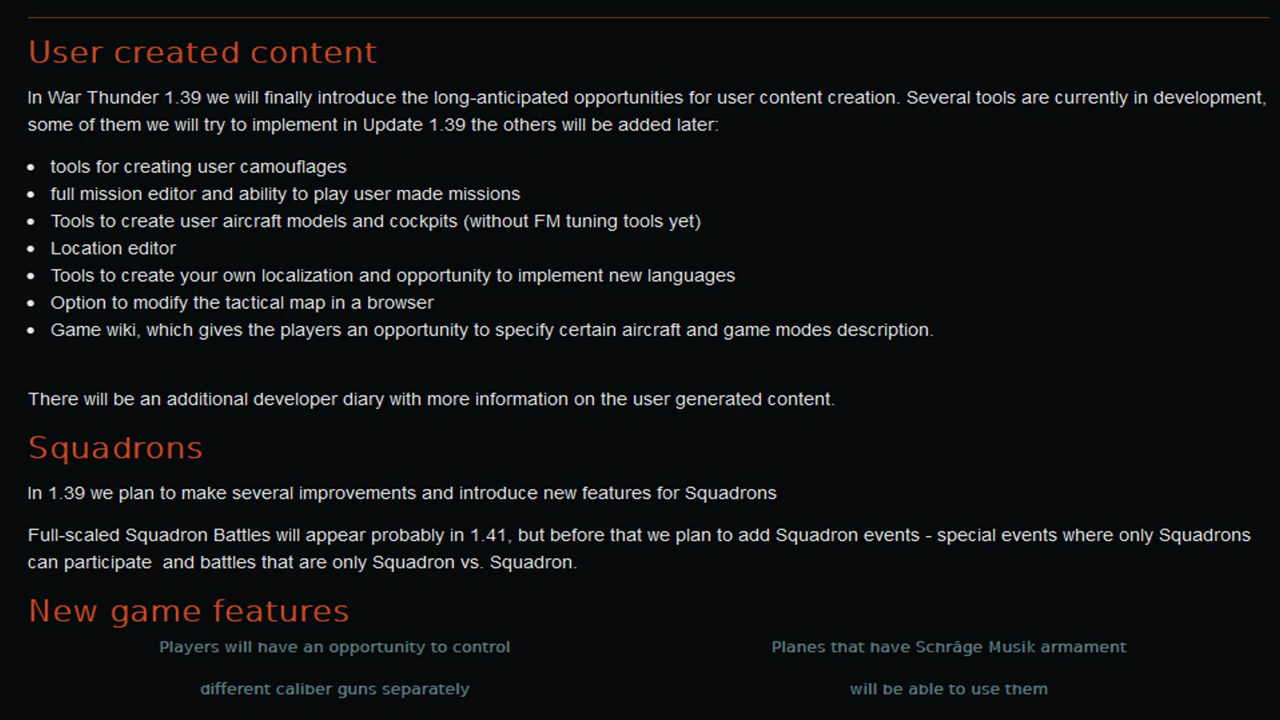 User created content
In War Thunder 1.39 we will finally introduce the long-anticipated opportunities for user content creation. Several tools are currently in development,
some of them we will try to implement in Update 1.39 the others will be added later:
• tools for creating user camouflages
• full mission editor and ability to play user made missions
• Tools to create user aircraft models and cockpits (without FM tuning tools yet)
• Location editor
• Tools to create your own localization and opportunity to implement new languages
• Option to modify the tactical map in a browser
• Game wiki, which gives the players an opportunity to specify certain aircraft and game modes description.
There will be an additional developer diary with more information on the user generated content.
Squadrons
In 1.39 we plan to make several improvements and introduce new features for Squadrons
Full-scaled Squadron Battles will appear probably in 1.41, but before that we plan to add Squadron events - special events where only Squadrons
can participate  and battles that are only Squadron vs. Squadron.
New game features
Players will have an opportunity to control
different caliber guns separately
Planes that have Schräge Musik armament
will be able to use them